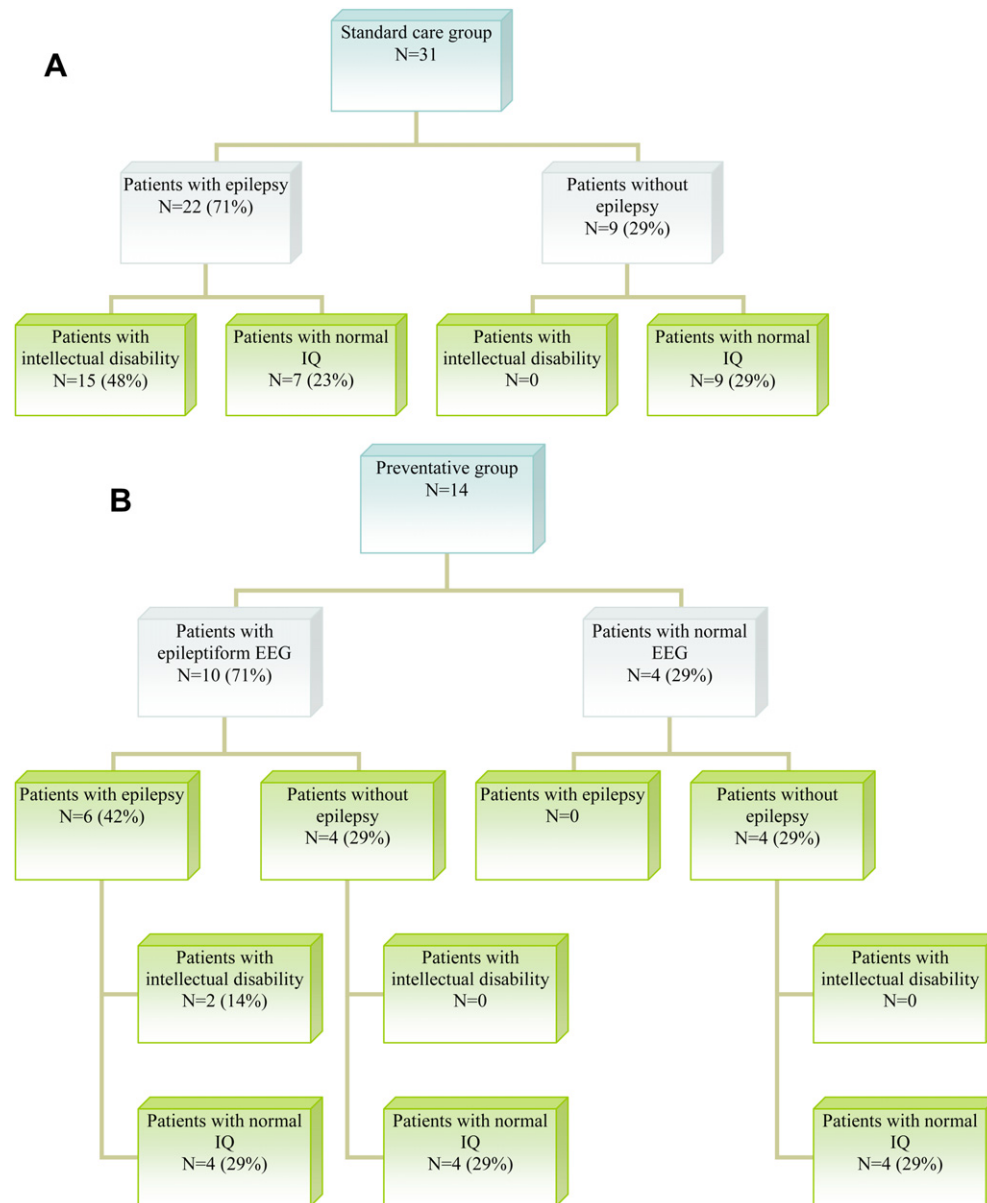 A
Standard care group
N=31
Patients with epilepsy
N=22 (71%)
Patients without
epilepsy
N=9 (29%)
Patients with
intellectual disability
N=15 (48%)
Patients with normal
IQ
N=7 (23%)
Patients with
intellectual disability
N=0
Patients with normal
IQ
N=9 (29%)
B
Preventative group
N=14
Patients with
epileptiform EEG
N=10 (71%)
Patients with normal
EEG
N=4 (29%)
Patients with epilepsy
N=6 (42%)
Patients without
epilepsy
N=4 (29%)
Patients with epilepsy
N=0
Patients without
epilepsy
N=4 (29%)
Patients with
intellectual disability
N=2 (14%)
Patients with
intellectual disability
N=0
Patients with
intellectual disability
N=0
Patients with normal
IQ
N=4 (29%)
Patients with normal
IQ
N=4 (29%)
Patients with normal
IQ
N=4 (29%)